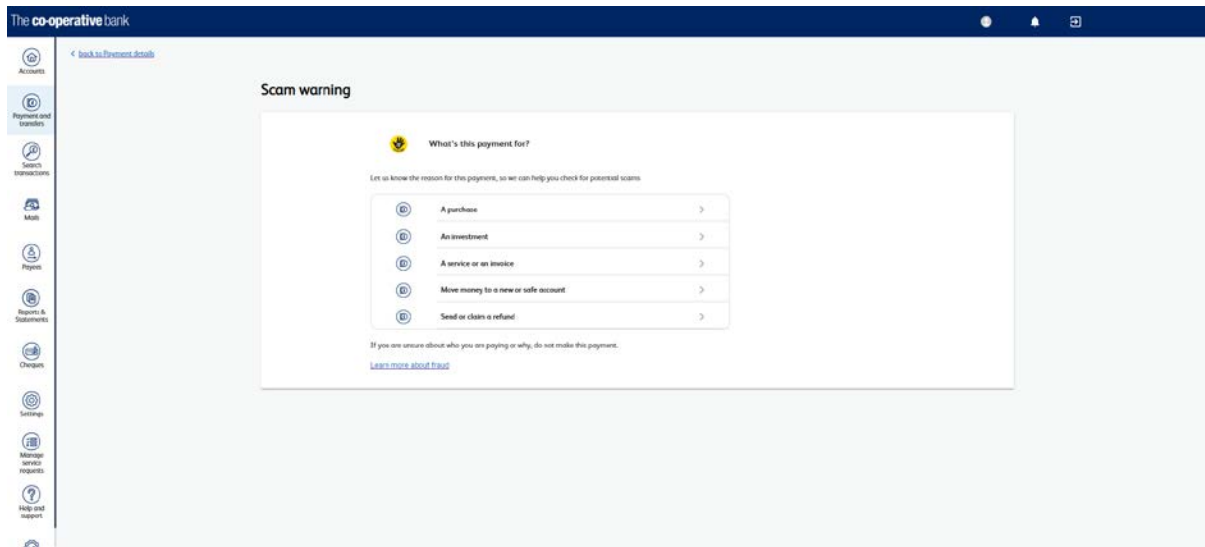 The co-operative bank
< back to Payment details
Accounts
Payment and
transfers
Search
transactions
Payees
Reports &
Statements
Cheques
Settings
Manage
service
requests
Help and
support
Scam warning
What's this payment for?
Let us know the reason for this payment, so we can help you check for potential scams
A purchase
An investment
A service or an invoice
Move money to a new or safe account
Send or claim a refund
If you are unsure about who you are paying or why, do not make this payment.
Learn more about fraud